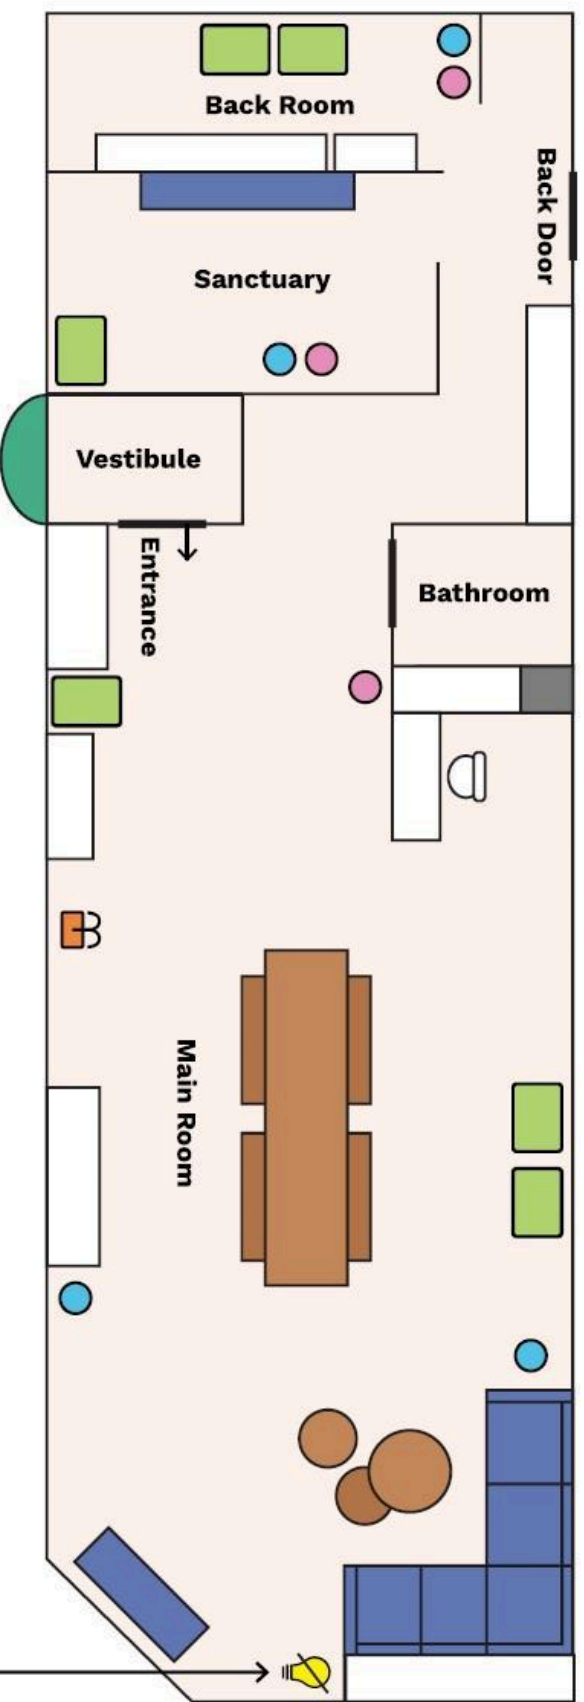 Back Room
Back Door
Sanctuary
Vestibule
Entrance
Bathroom
Main Room